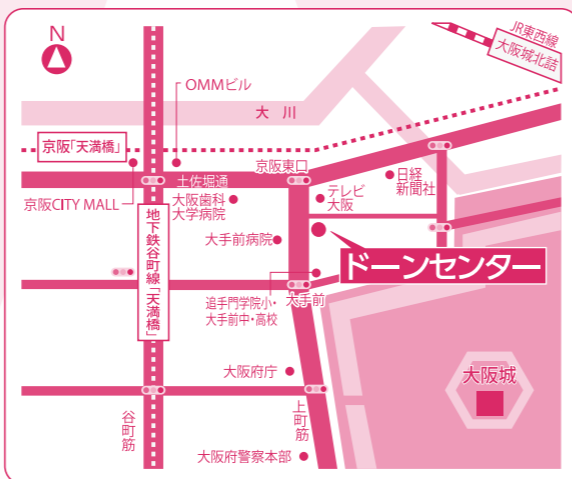 N
JR東西線
大阪城北詰
OMMビル
大川
京阪「天満橋」
京阪東口
土佐堀通
日経
新聞社
テレビ
大阪
大阪歯科
大学病院
京阪CITY MALL
地下鉄谷町線「天満橋」
大手前病院
ドーンセンター
追手門学院小・
大手前中・高校
大手前
大阪府庁
大阪城
谷町筋
上町筋
大阪府警察本部